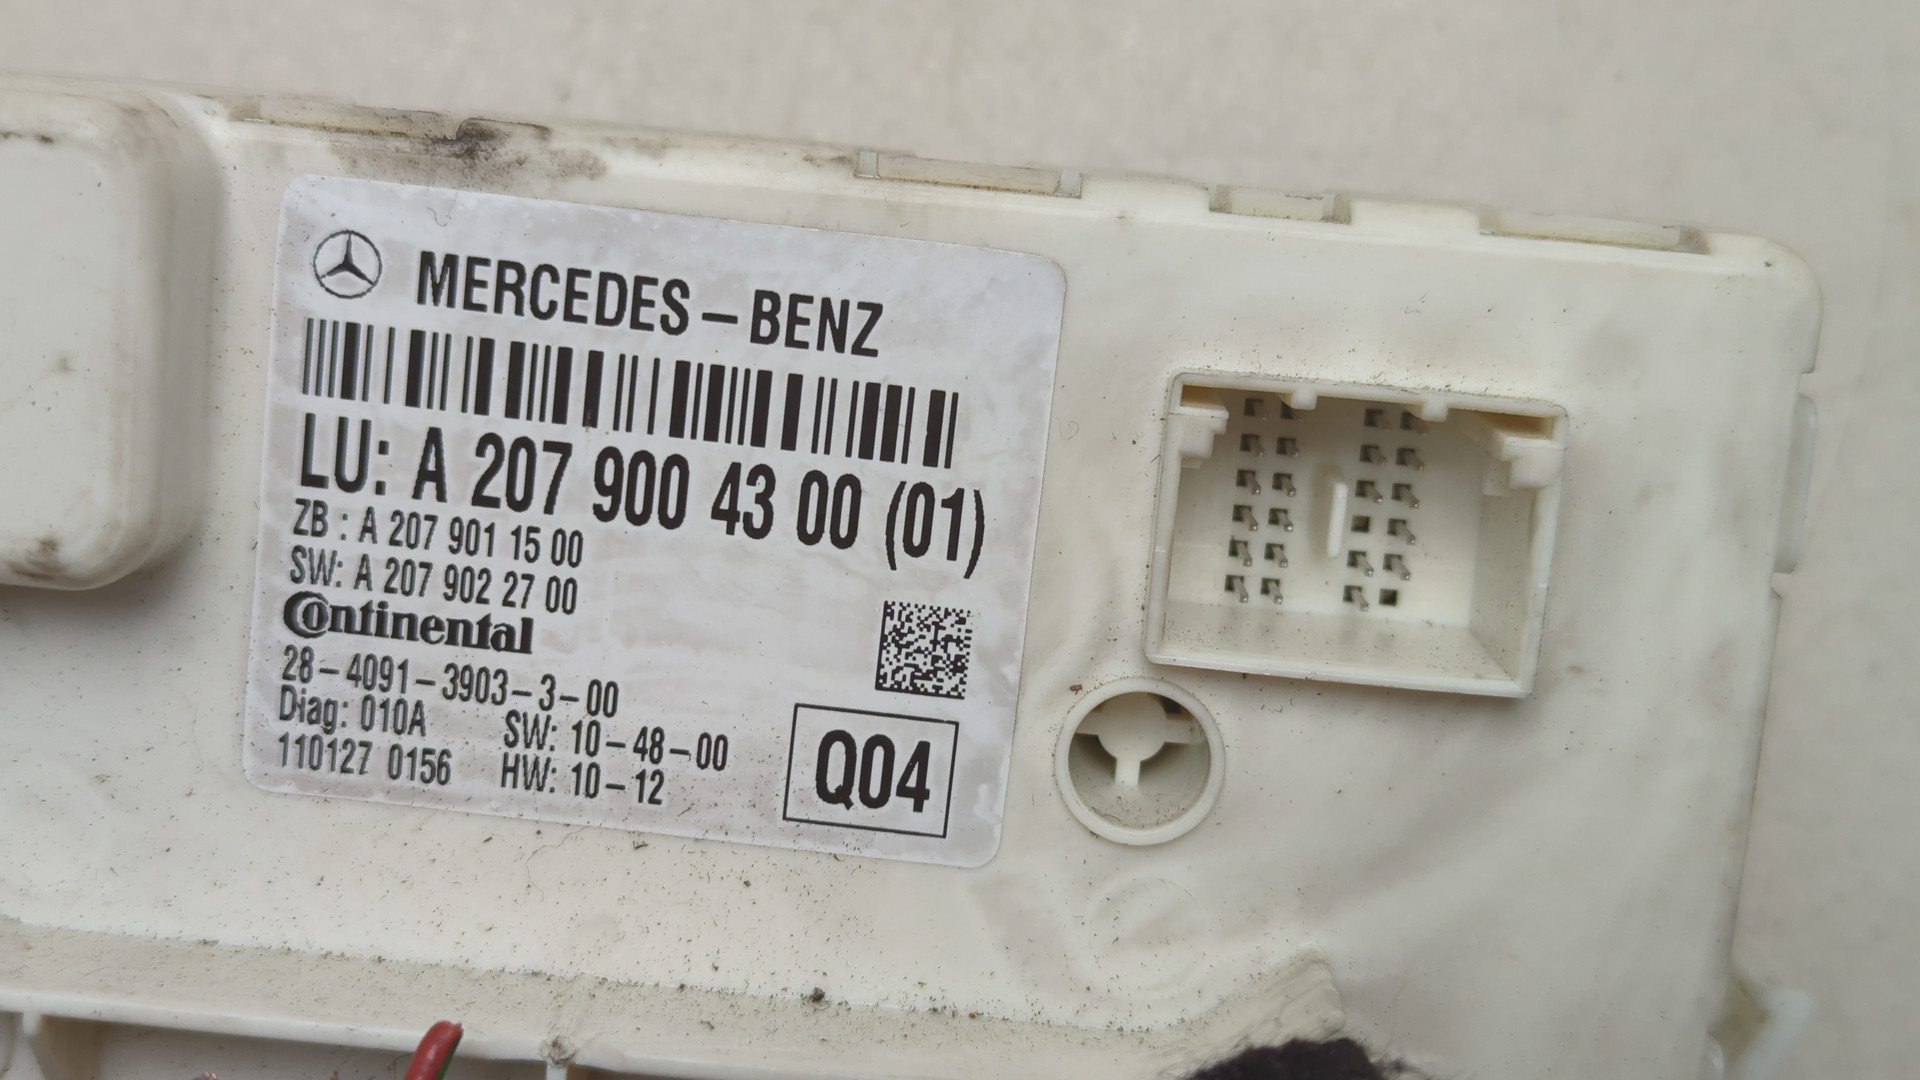 MERCEDES-BENZ
LU: A 207 900 43 00 (01)
ZB : A 207 901 15 00
SW: A 207 902 27 00
Continental
28-4091-3903-3-00
Diag: 010A SW: 10-48-00
110127 0156 HW: 10-12
Q04